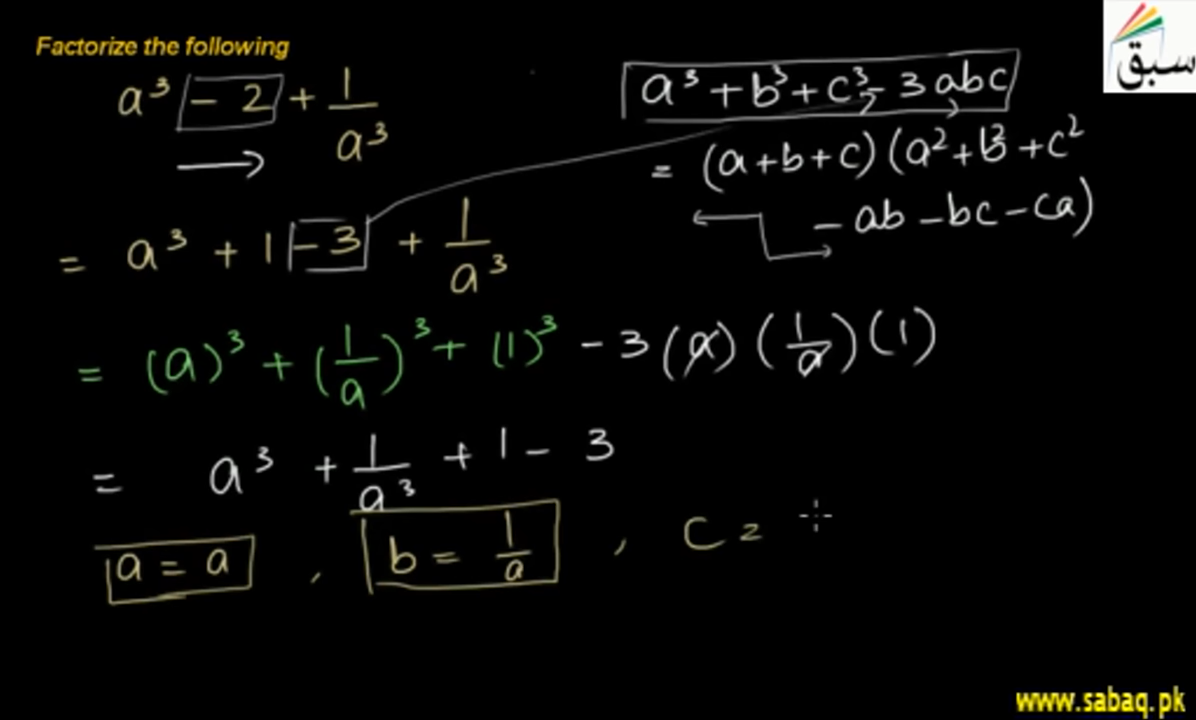 Factorize the following
سبق
a³ - 2 + 1/a³
a³ + b³ + c³ - 3abc
= (a+b+c)(a²+b²+c²
- ab - bc - ca)
= a³ + 1 - 3 + 1/a³
= (a)³ + (1/a)³ + (1)³ - 3(a)(1/a)(1)
= a³ + 1/a³ + 1 - 3
a = a , b = 1/a , c =
www.sabaq.pk